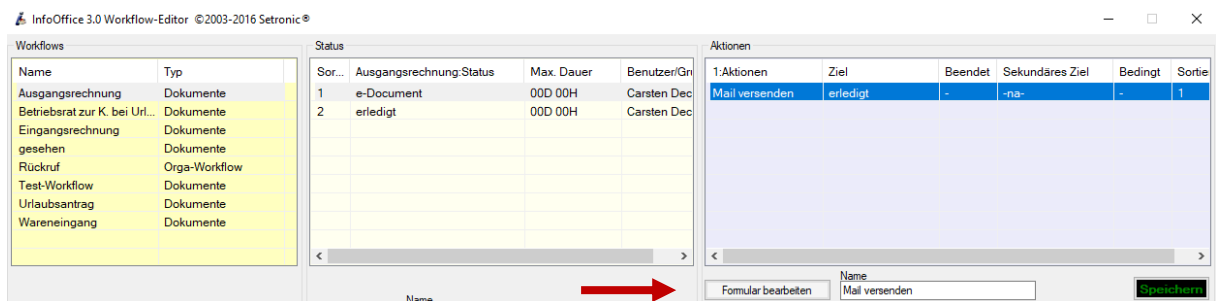 InfoOffice 3.0 Workflow-Editor ©2003-2016 Setronic®
Workflows
Name Typ
Ausgangsrechnung Dokumente
Betriebsrat zur K. bei Url... Dokumente
Eingangsrechnung Dokumente
gesehen Dokumente
Rückruf Orga-Workflow
Test-Workflow Dokumente
Urlaubsantrag Dokumente
Wareneingang Dokumente
Status
Sor... Ausgangsrechnung:Status Max. Dauer Benutzer/Gru
1 e-Document 00D 00H Carsten Dec
2 erledigt 00D 00H Carsten Dec
Name
Aktionen
1:Aktionen Ziel Beendet Sekundäres Ziel Bedingt Sortie
Mail versenden erledigt - -na- - 1
Name
Formular bearbeiten Mail versenden Speichern